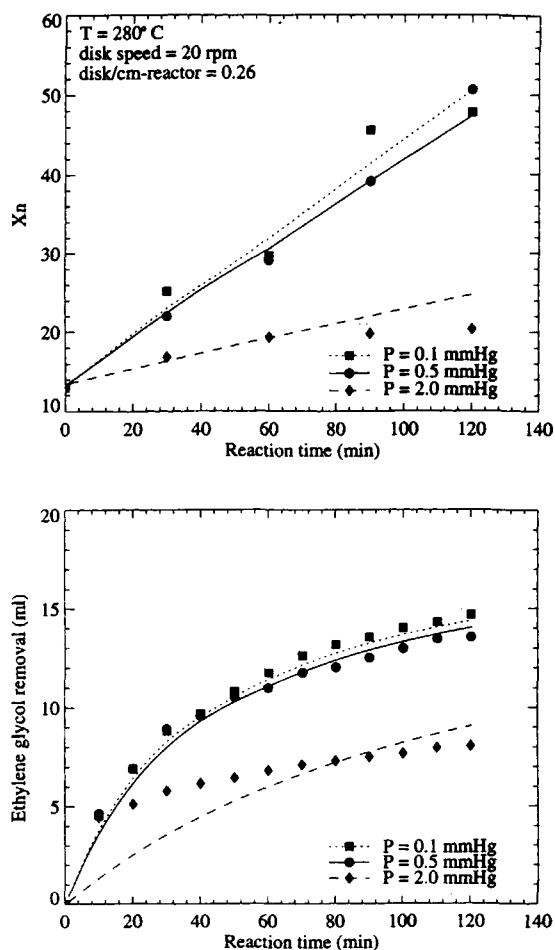 T = 280° C
disk speed = 20 rpm
disk/cm-reactor = 0.26
60
50
40
30
20
10
Xn
P = 0.1 mmHg
P = 0.5 mmHg
P = 2.0 mmHg
0 20 40 60 80 100 120 140
Reaction time (min)
20
15
10
5
0
Ethylene glycol removal (ml)
P = 0.1 mmHg
P = 0.5 mmHg
P = 2.0 mmHg
0 20 40 60 80 100 120 140
Reaction time (min)